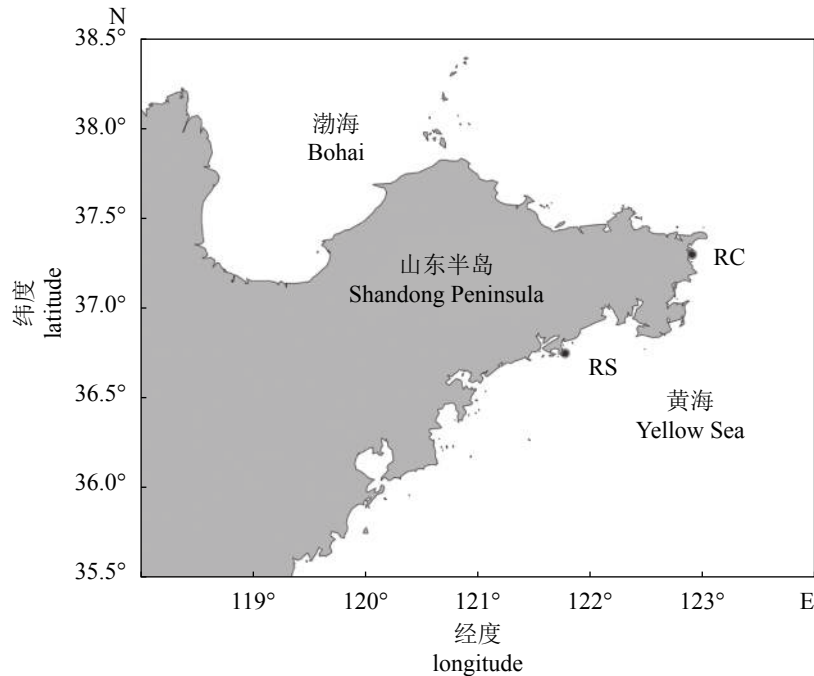 N
38.5°
38.0°
37.5°
37.0°
36.5°
36.0°
35.5°
纬度
latitude
渤海
Bohai
山东半岛
Shandong Peninsula
RC
RS
黄海
Yellow Sea
119° 120° 121° 122° 123° E
经度
longitude